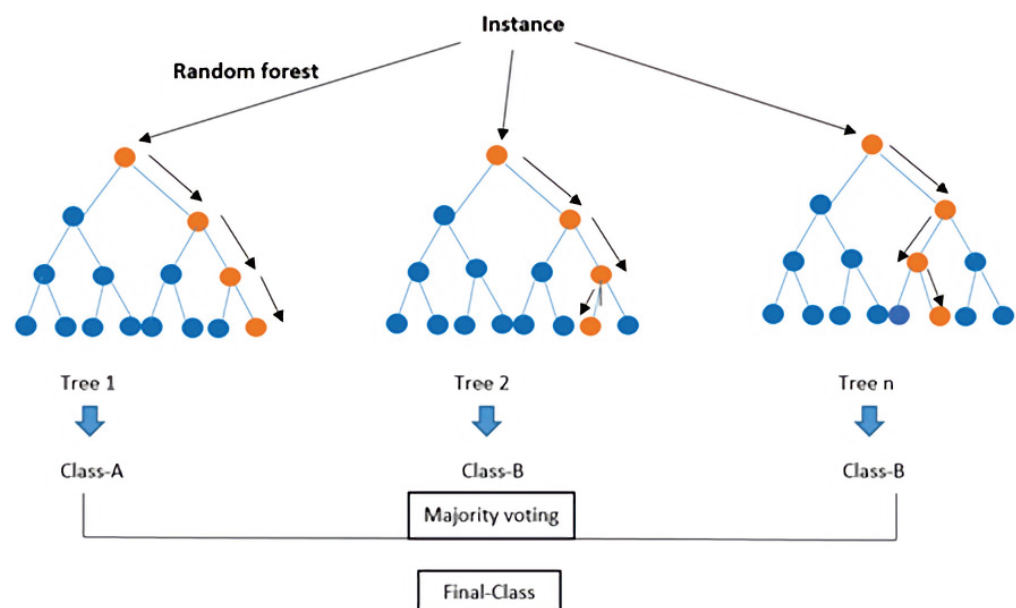 Instance
Random forest
Tree 1
Tree 2
Tree n
Class-A
Class-B
Class-B
Majority voting
Final-Class